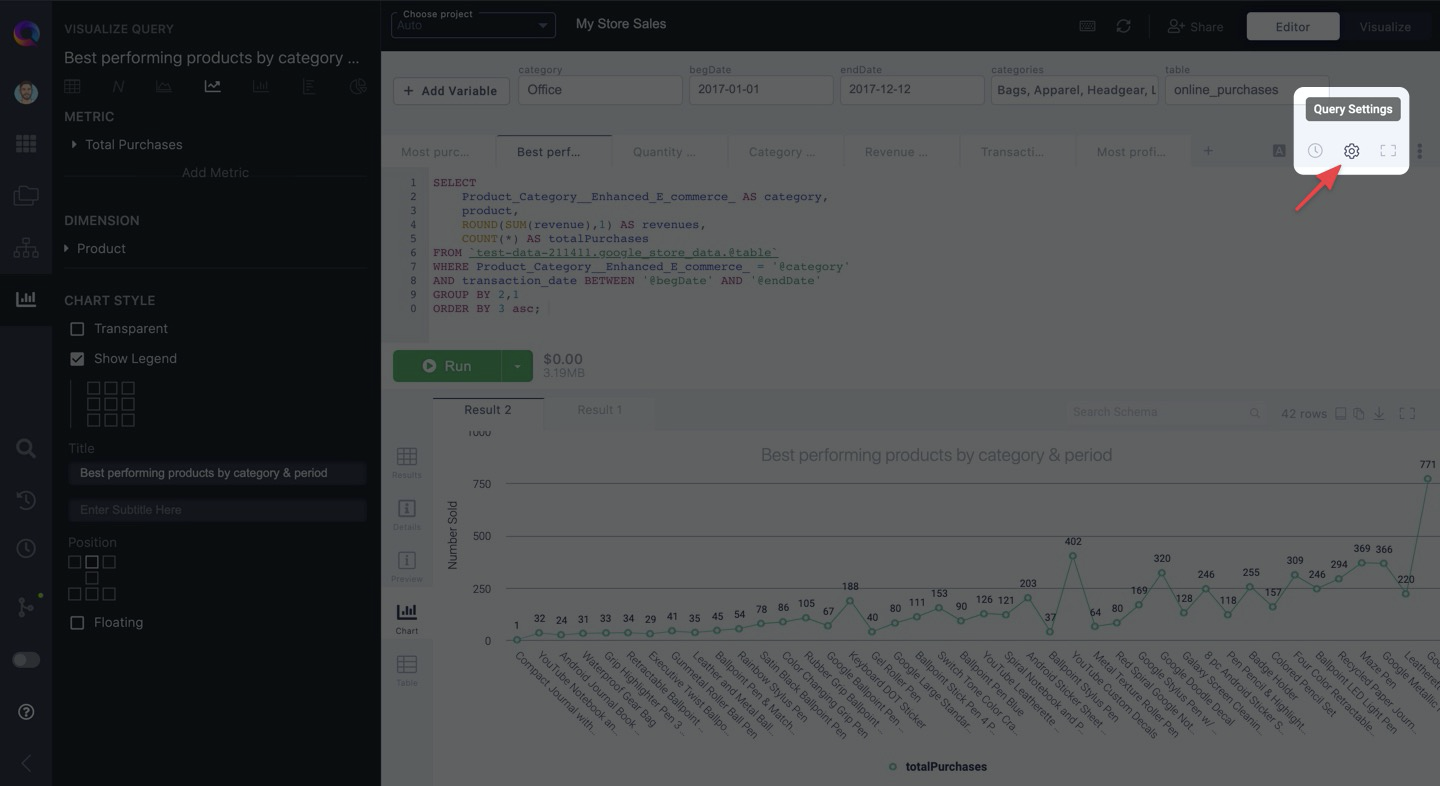 VISUALIZE QUERY
Best performing products by category ...
METRIC
Total Purchases
Add Metric
DIMENSION
Product
CHART STYLE
Transparent
Show Legend
Title
Best performing products by category & period
Enter Subtitle Here
Position
Floating
Choose project
Auto
My Store Sales
Share
Editor
Visualize
+ Add Variable
category
Office
begDate
2017-01-01
endDate
2017-12-12
categories
Bags, Apparel, Headgear, L
table
online_purchases
Query Settings
Most purc...
Best perf...
Quantity ...
Category ...
Revenue ...
Transacti...
Most profi...
+
A
1 SELECT
2 Product_Category__Enhanced_E_commerce_ AS category,
3 product,
4 ROUND(SUM(revenue),1) AS revenues,
5 COUNT(*) AS totalPurchases
6 FROM `test-data-211411.google_store_data.@table`
7 WHERE Product_Category__Enhanced_E_commerce_ = '@category'
8 AND transaction_date BETWEEN '@begDate' AND '@endDate'
9 GROUP BY 2,1
0 ORDER BY 3 asc;
Run
$0.00
3.19MB
Result 2
Result 1
Search Schema
42 rows
Results
Details
Preview
Chart
Table
Best performing products by category & period
Number Sold
1000
750
500
250
0
1 32 24 31 33 34 29 41 35 45 54 78 86 105 67 188 40 80 111 153 90 126 121 203 37 402 64 80 169 320 128 246 118 255 157 309 246 294 369 366 220 771
Compact Journal with...
YouTube Notebook an...
Android Journal Book ...
Waterproof Gear Bag
Grip Highlighter Pen 3 ...
Retractable Ballpoint ...
Executive Twist Ballpo...
Gunmetal Roller Ball Pen
Leather and Metal Ball...
Ballpoint Pen & Match...
Rainbow Stylus Pen
Satin Black Ballpoint Pen
Color Changing Grip Pen
Rubber Grip Ballpoint ...
Google Ballpoint Pen
Keyboard DOT Sticker
Gel Roller Pen
Google Large Standar...
Ballpoint Stick Pen 4 P...
Switch Tone Color Cra...
Ballpoint Pen Blue
YouTube Leatherette...
Spiral Notebook and P...
Android Sticker Sheet ...
Ballpoint Stylus Pen
YouTube Custom Decals
Metal Texture Roller Pen
Red Spiral Google Not...
Google Stylus Pen w/ ...
Google Doodle Decal
Galaxy Screen Cleanin...
8 pc Android Sticker S...
Pen Pencil & Highlight...
Badge Holder
Colored Pencil Set
Four Color Retractable...
Ballpoint LED Light Pen
Recycled Paper Journ...
Maze Pen
Google Metallic
Leather
Goo
totalPurchases